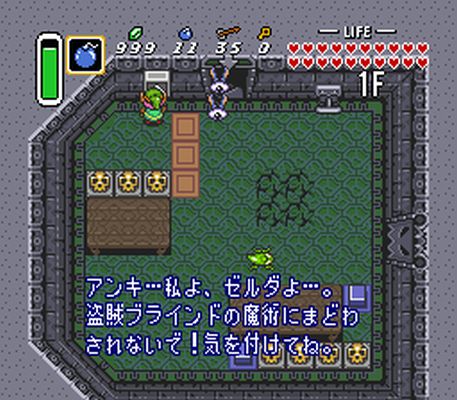 LIFE
999 11 35 0
1F
アンキ…私よ、ゼルダよ…。
盗賊ブラインドの魔術にまどわ
されないで!気を付けてね。